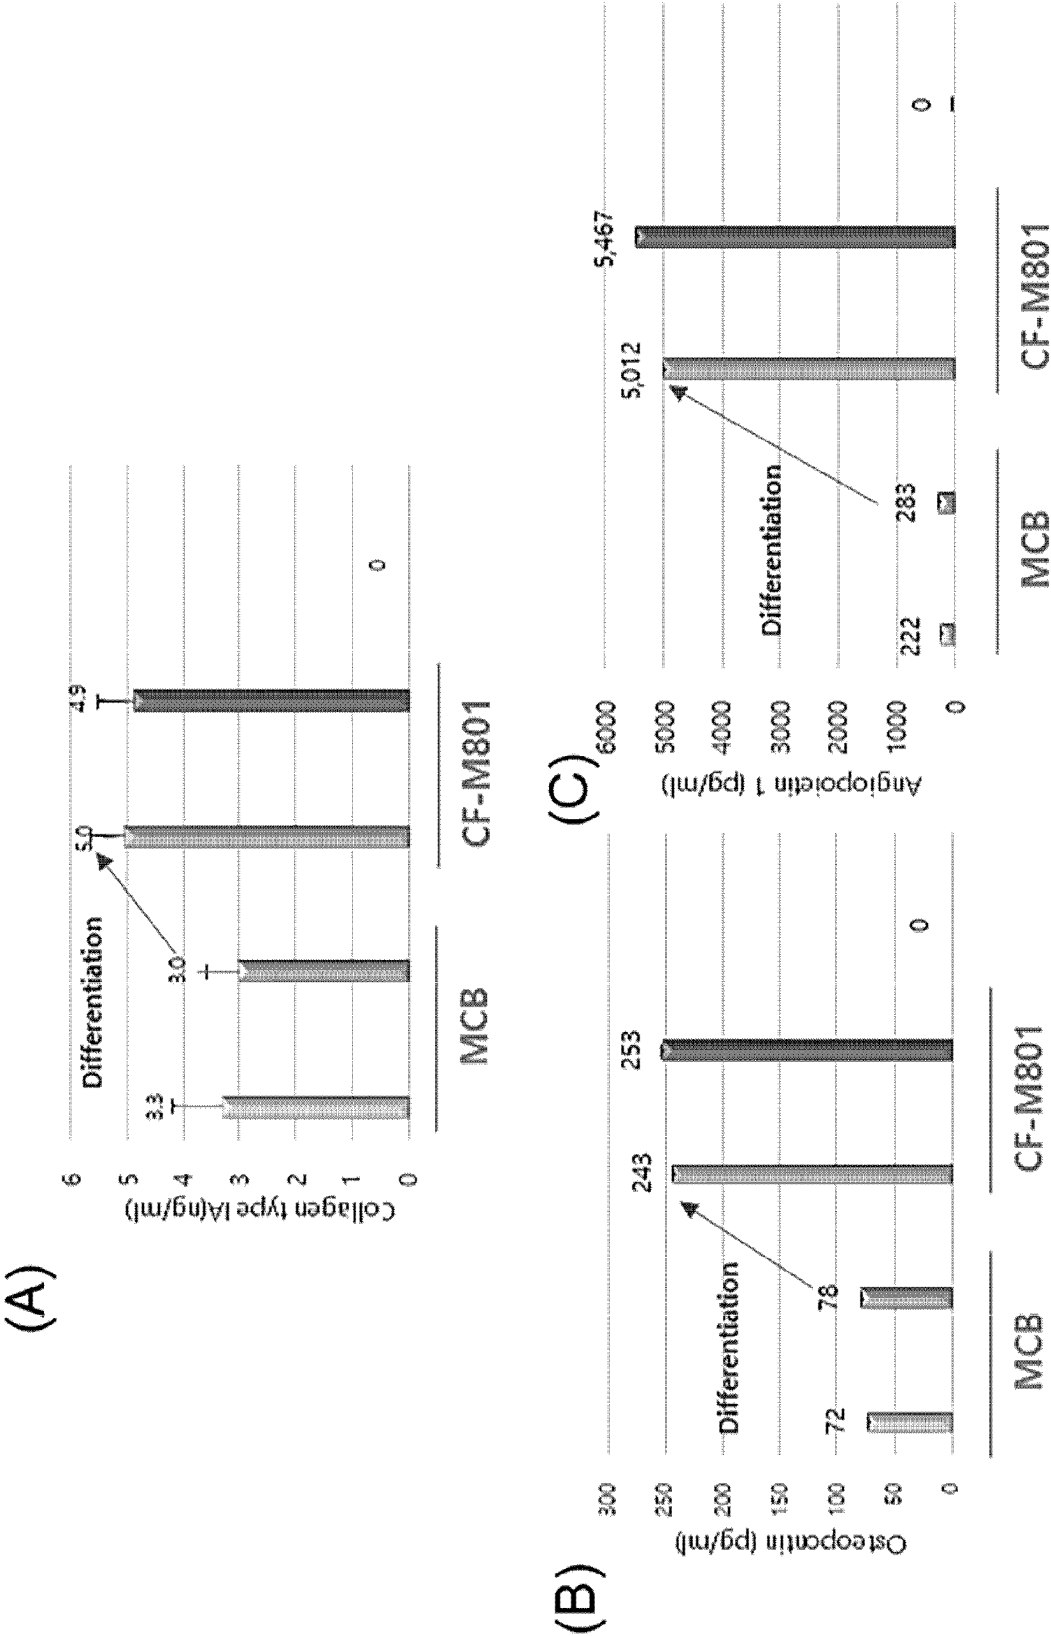 (A)
Collagen type IA(ng/ml)
6
5
4
3
2
1
0
Differentiation
3.3
3.0
5.0
4.9
0
MCB
CF-M801
(B)
Osteopontin (pg/ml)
300
250
200
150
100
50
0
Differentiation
72
78
243
253
0
MCB
CF-M801
(C)
Angiopoietin 1 (pg/ml)
6000
5000
4000
3000
2000
1000
0
Differentiation
222
283
5,012
5,467
0
MCB
CF-M801